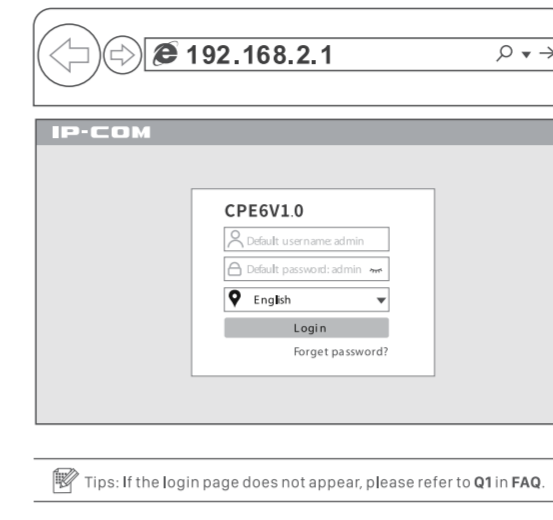 192.168.2.1
IP-COM
CPE6V1.0
Default username: admin
Default password: admin
English
Login
Forget password?
Tips: If the login page does not appear, please refer to Q1 in FAQ.